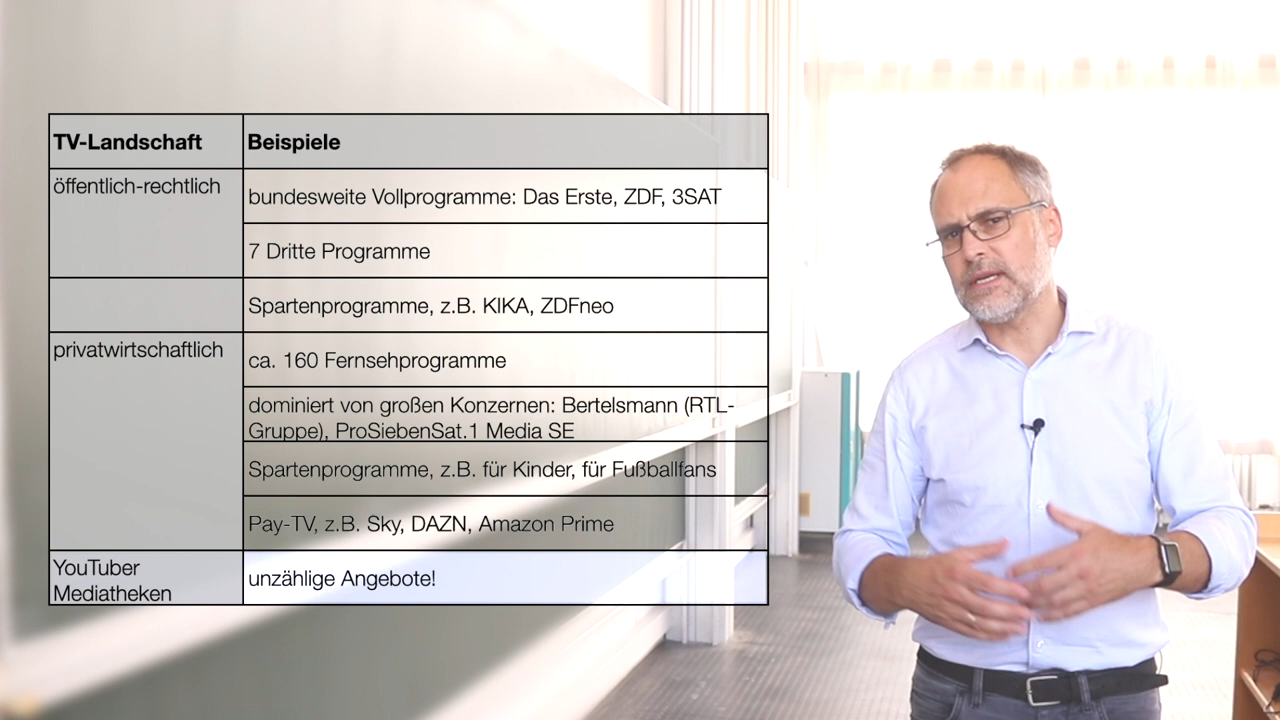 TV-Landschaft
Beispiele
öffentlich-rechtlich
bundesweite Vollprogramme: Das Erste, ZDF, 3SAT
7 Dritte Programme
Spartenprogramme, z.B. KIKA, ZDFneo
privatwirtschaftlich
ca. 160 Fernsehprogramme
dominiert von großen Konzernen: Bertelsmann (RTL-
Gruppe), ProSiebenSat.1 Media SE
Spartenprogramme, z.B. für Kinder, für Fußballfans
Pay-TV, z.B. Sky, DAZN, Amazon Prime
YouTuber
Mediatheken
unzählige Angebote!